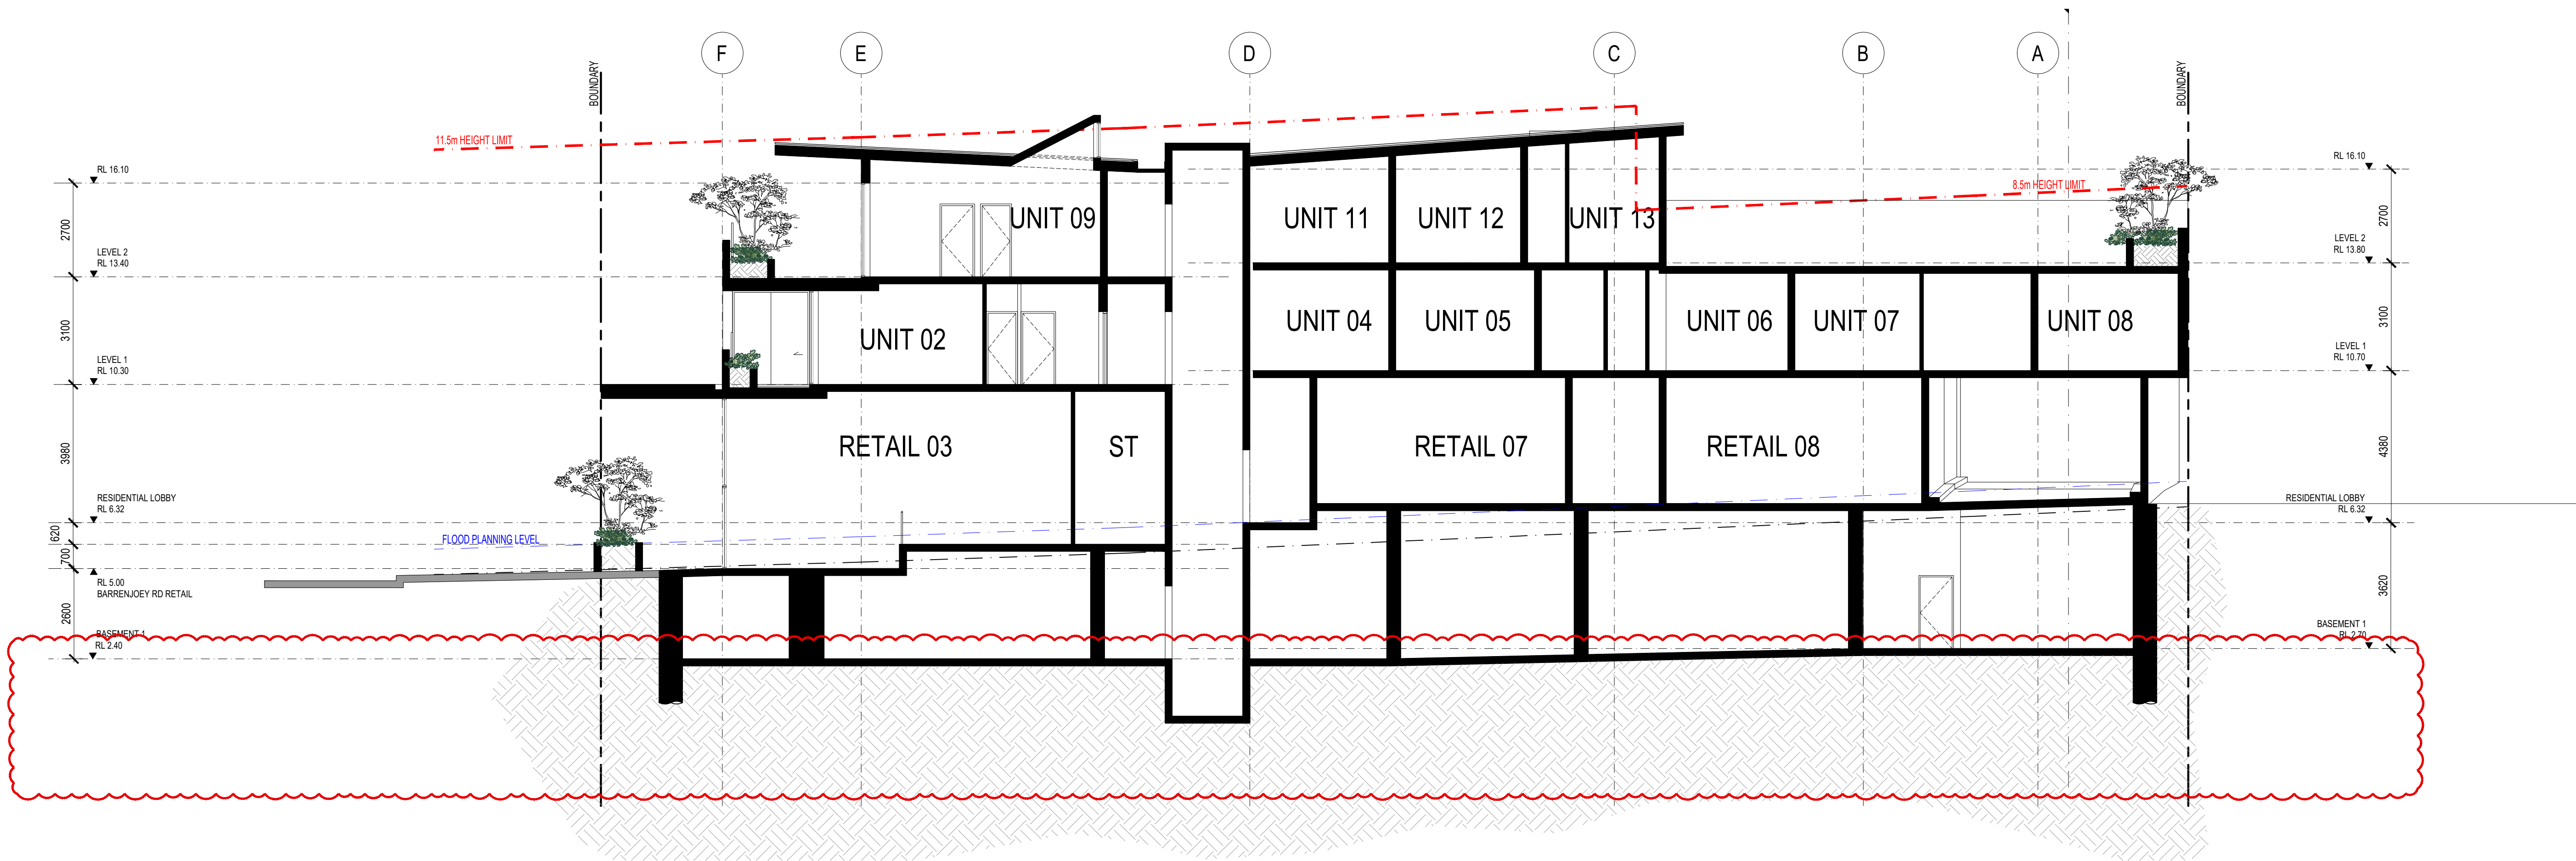 F
E
D
C
B
A
BOUNDARY
BOUNDARY
11.5m HEIGHT LIMIT
8.5m HEIGHT LIMIT
RL 16.10
2700
LEVEL 2
RL 13.40
3100
LEVEL 1
RL 10.30
3980
RESIDENTIAL LOBBY
RL 6.32
620
700
RL 5.00
BARRENJOEY RD RETAIL
2600
BASEMENT 1
RL 2.40
FLOOD PLANNING LEVEL
UNIT 09
UNIT 11
UNIT 12
UNIT 13
UNIT 02
UNIT 04
UNIT 05
UNIT 06
UNIT 07
UNIT 08
RETAIL 03
ST
RETAIL 07
RETAIL 08
RL 16.10
2700
LEVEL 2
RL 13.80
3100
LEVEL 1
RL 10.70
4380
RESIDENTIAL LOBBY
RL 6.32
3620
BASEMENT 1
RL 2.70